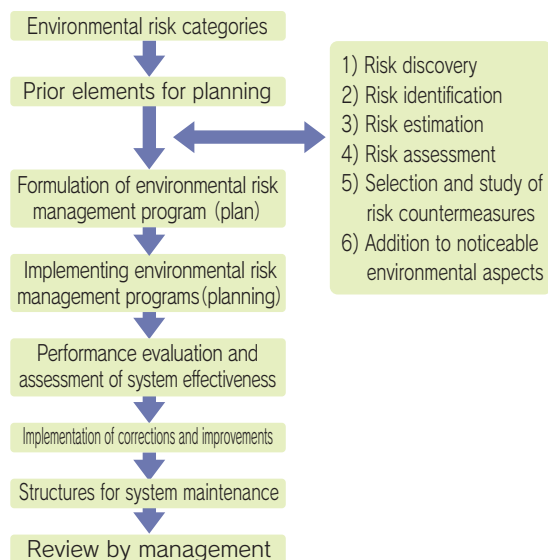 Environmental risk categories
Prior elements for planning
1) Risk discovery
2) Risk identification
3) Risk estimation
4) Risk assessment
5) Selection and study of
risk countermeasures
6) Addition to noticeable
environmental aspects
Formulation of environmental risk
management program (plan)
Implementing environmental risk
management programs(planning)
Performance evaluation and
assessment of system effectiveness
Implementation of corrections and improvements
Structures for system maintenance
Review by management